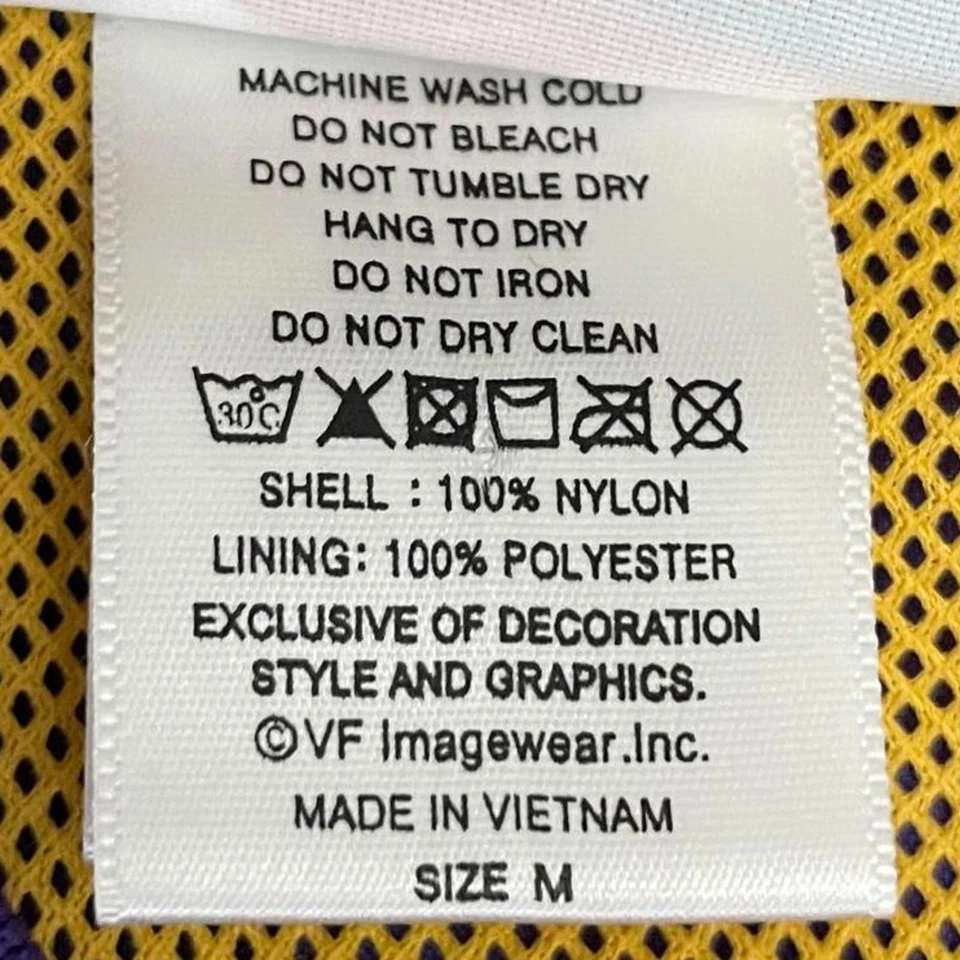 MACHINE WASH COLD
DO NOT BLEACH
DO NOT TUMBLE DRY
HANG TO DRY
DO NOT IRON
DO NOT DRY CLEAN
30°C
SHELL : 100% NYLON
LINING: 100% POLYESTER
EXCLUSIVE OF DECORATION
STYLE AND GRAPHICS.
©VF Imagewear.Inc.
MADE IN VIETNAM
SIZE M